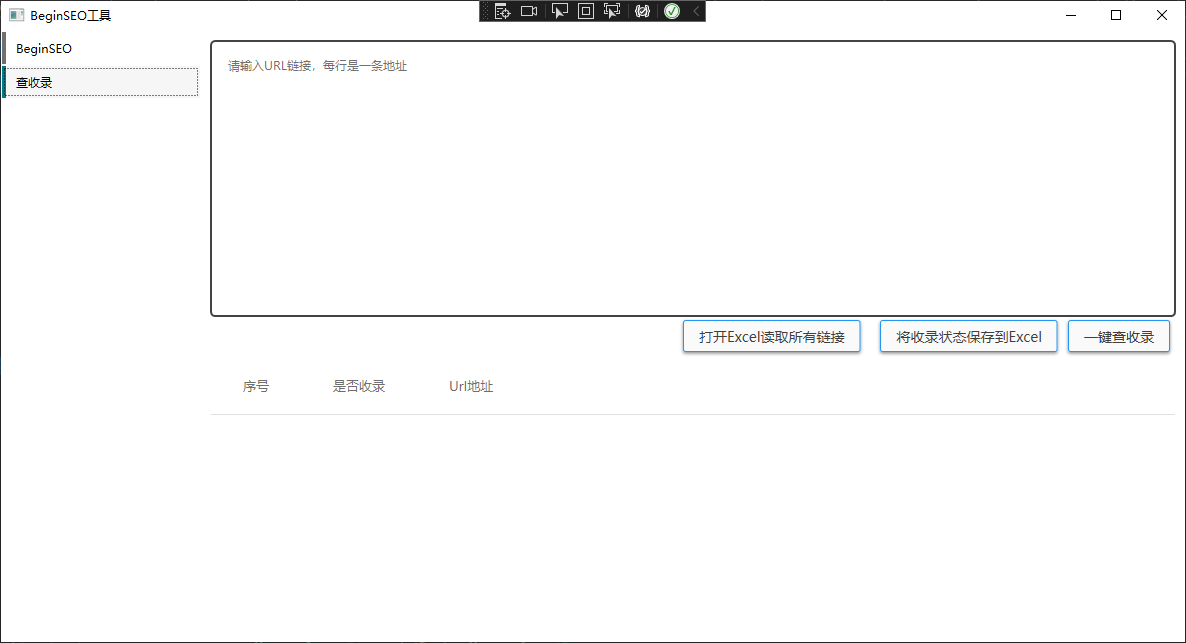 BeginSEO工具
BeginSEO
查收录
请输入URL链接，每行是一条地址
打开Excel读取所有链接 将收录状态保存到Excel 一键查收录
序号 是否收录 Url地址